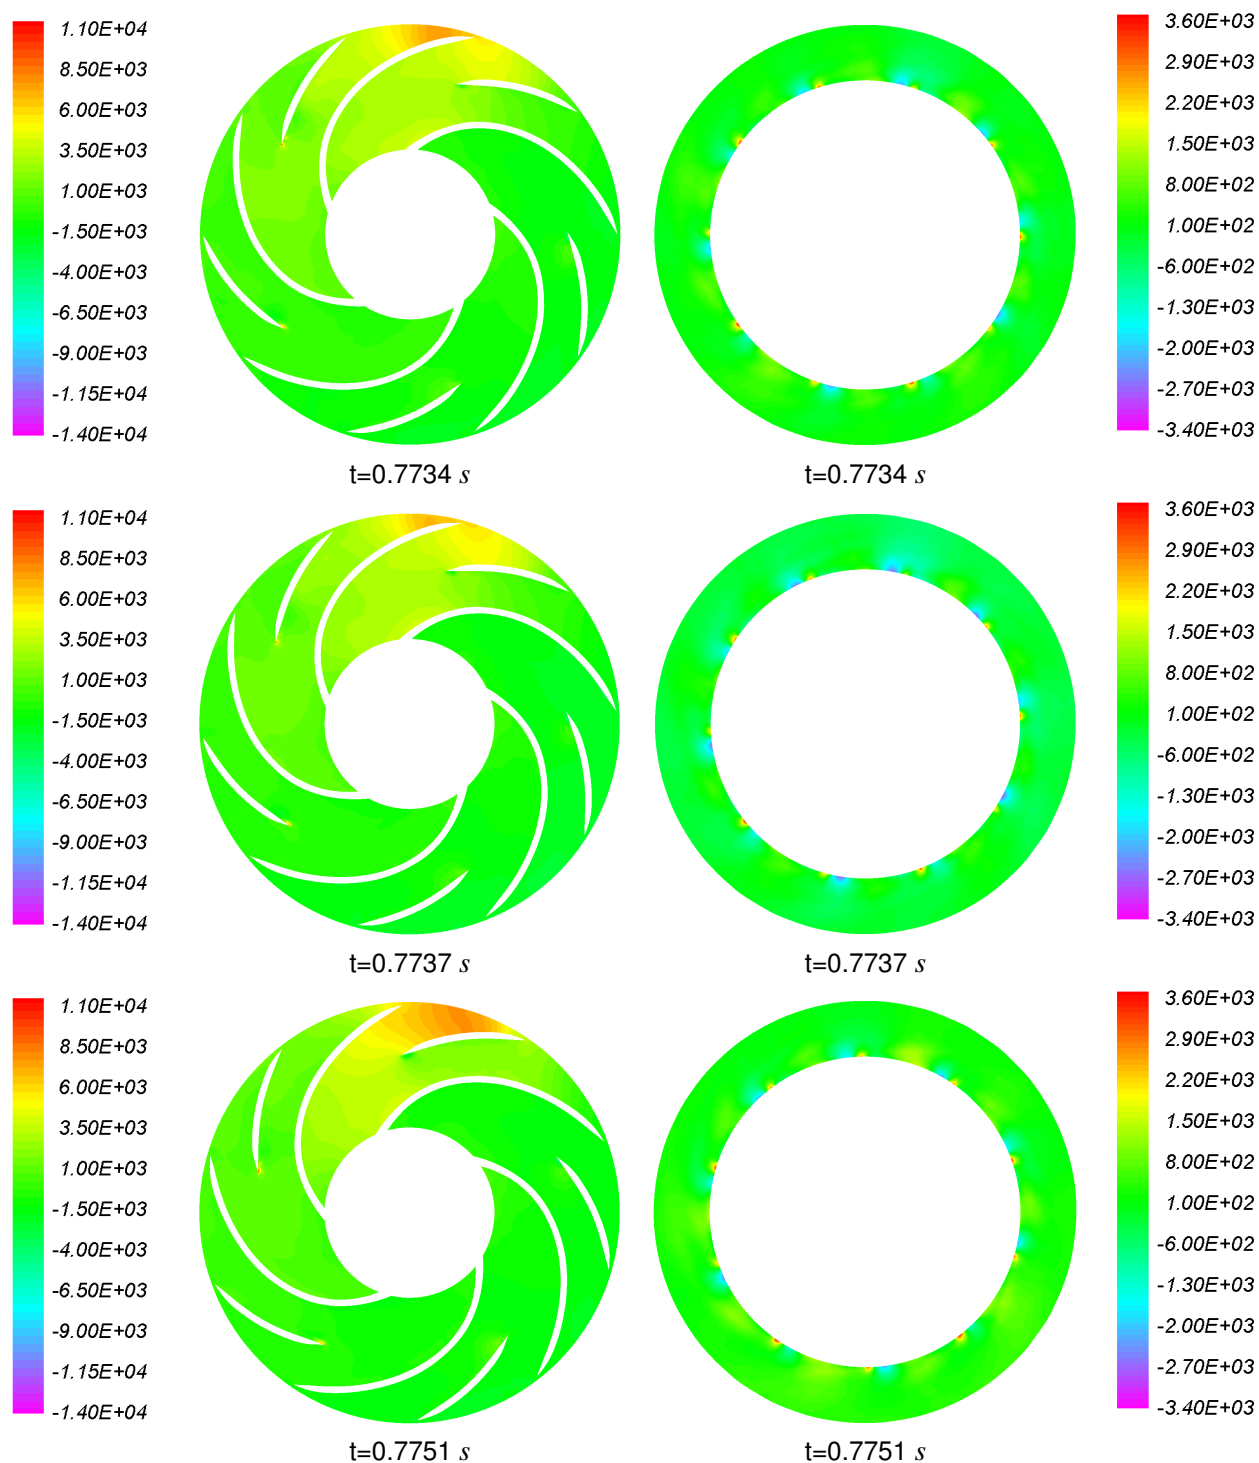 1.10E+04
8.50E+03
6.00E+03
3.50E+03
1.00E+03
-1.50E+03
-4.00E+03
-6.50E+03
-9.00E+03
-1.15E+04
-1.40E+04
3.60E+03
2.90E+03
2.20E+03
1.50E+03
8.00E+02
1.00E+02
-6.00E+02
-1.30E+03
-2.00E+03
-2.70E+03
-3.40E+03
t=0.7734 s
t=0.7734 s
1.10E+04
8.50E+03
6.00E+03
3.50E+03
1.00E+03
-1.50E+03
-4.00E+03
-6.50E+03
-9.00E+03
-1.15E+04
-1.40E+04
3.60E+03
2.90E+03
2.20E+03
1.50E+03
8.00E+02
1.00E+02
-6.00E+02
-1.30E+03
-2.00E+03
-2.70E+03
-3.40E+03
t=0.7737 s
t=0.7737 s
1.10E+04
8.50E+03
6.00E+03
3.50E+03
1.00E+03
-1.50E+03
-4.00E+03
-6.50E+03
-9.00E+03
-1.15E+04
-1.40E+04
3.60E+03
2.90E+03
2.20E+03
1.50E+03
8.00E+02
1.00E+02
-6.00E+02
-1.30E+03
-2.00E+03
-2.70E+03
-3.40E+03
t=0.7751 s
t=0.7751 s